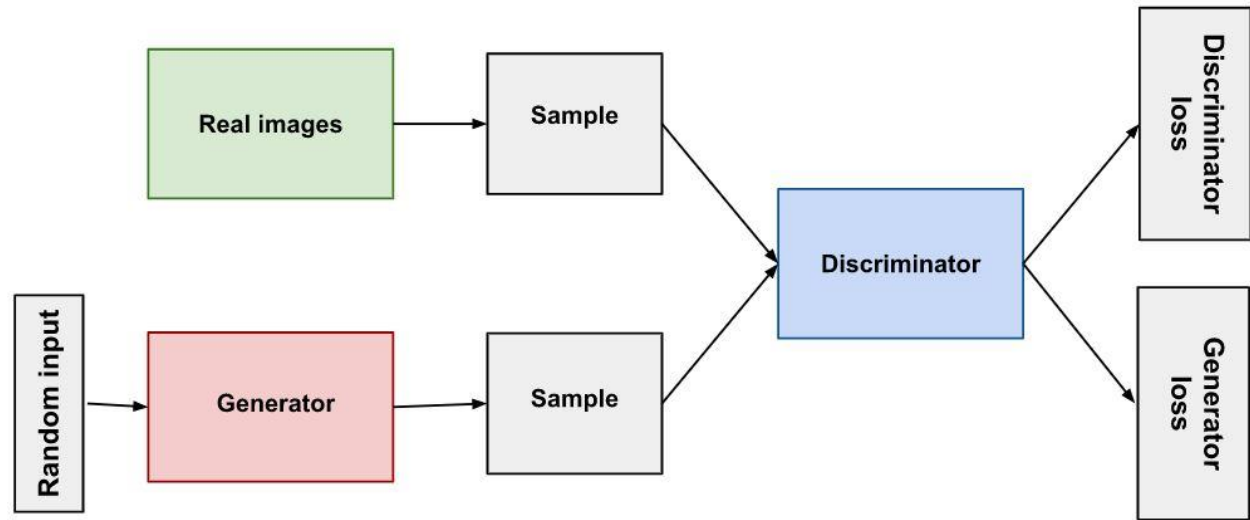 Real images
Sample
Discriminator
loss
Discriminator
Random input
Generator
Sample
Generator
loss